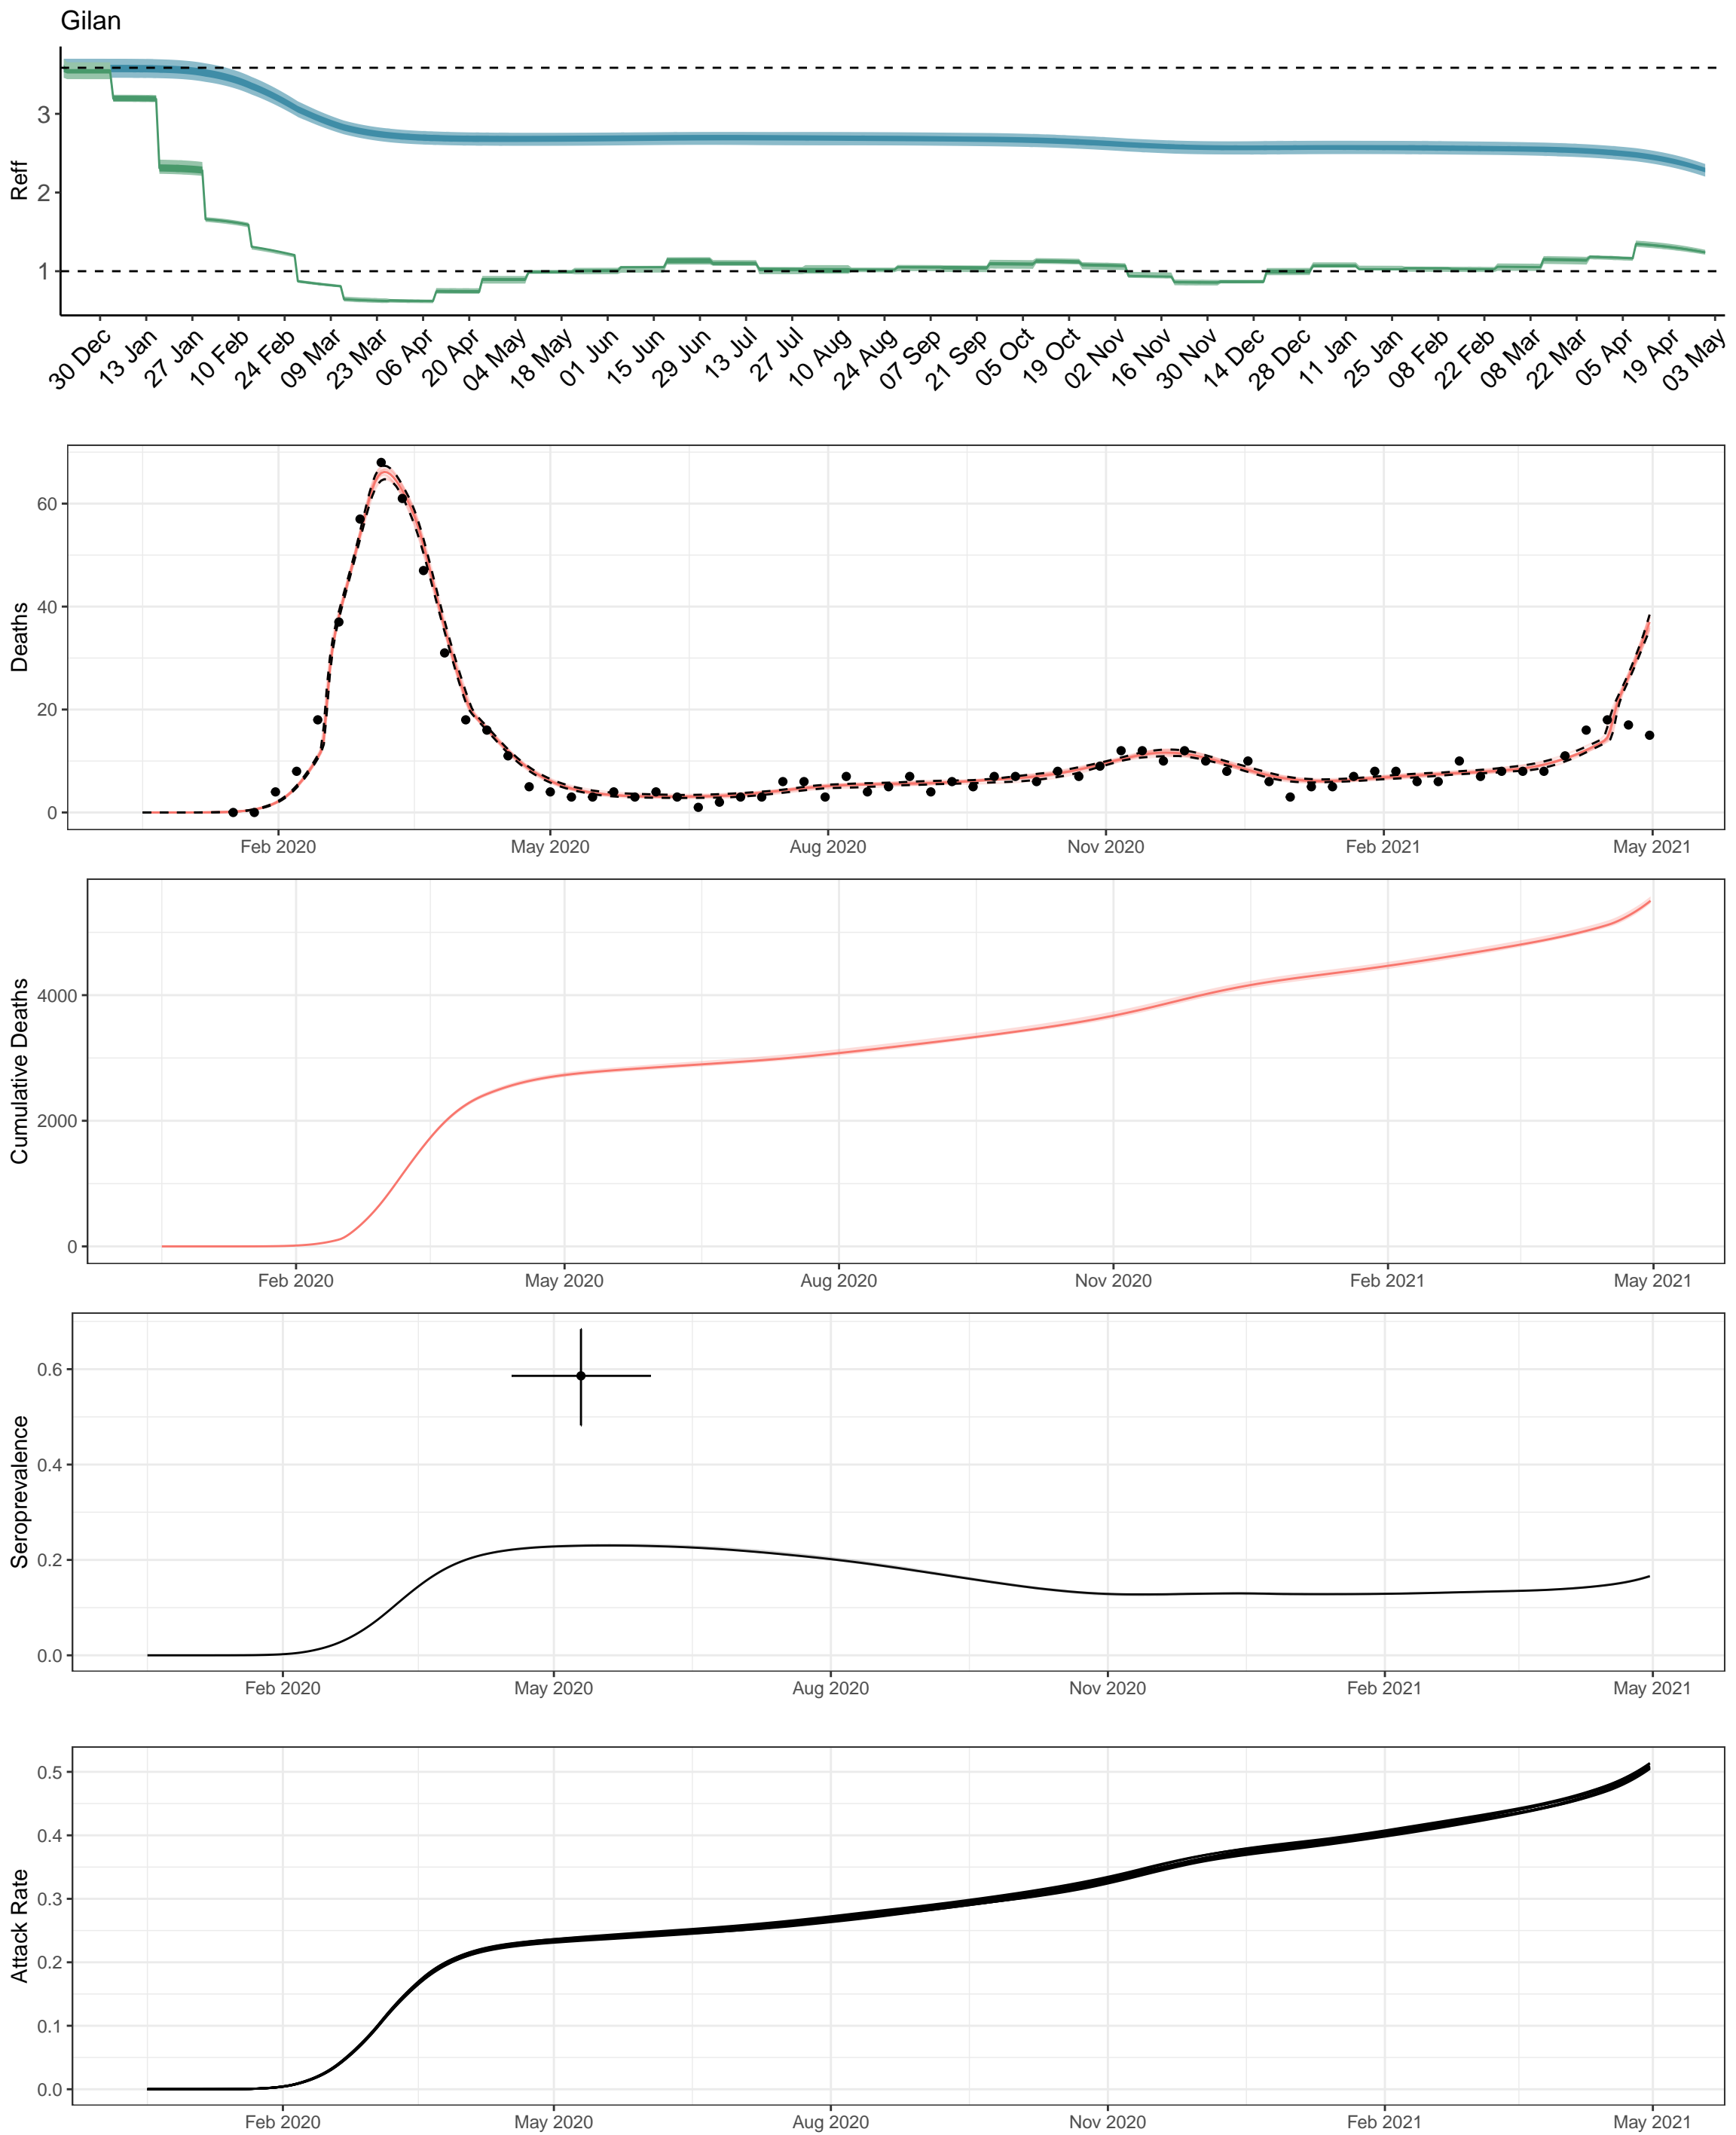 Gilan
Reff
3
2
1
30 Dec
13 Jan
27 Jan
10 Feb
24 Feb
09 Mar
23 Mar
06 Apr
20 Apr
04 May
18 May
01 Jun
15 Jun
29 Jun
13 Jul
27 Jul
10 Aug
24 Aug
07 Sep
21 Sep
05 Oct
19 Oct
02 Nov
16 Nov
30 Nov
14 Dec
28 Dec
11 Jan
25 Jan
08 Feb
22 Feb
08 Mar
22 Mar
05 Apr
19 Apr
03 May
Deaths
60
40
20
0
Feb 2020
May 2020
Aug 2020
Nov 2020
Feb 2021
May 2021
Cumulative Deaths
4000
2000
0
Feb 2020
May 2020
Aug 2020
Nov 2020
Feb 2021
May 2021
Seroprevalence
0.6
0.4
0.2
0.0
Feb 2020
May 2020
Aug 2020
Nov 2020
Feb 2021
May 2021
Attack Rate
0.5
0.4
0.3
0.2
0.1
0.0
Feb 2020
May 2020
Aug 2020
Nov 2020
Feb 2021
May 2021